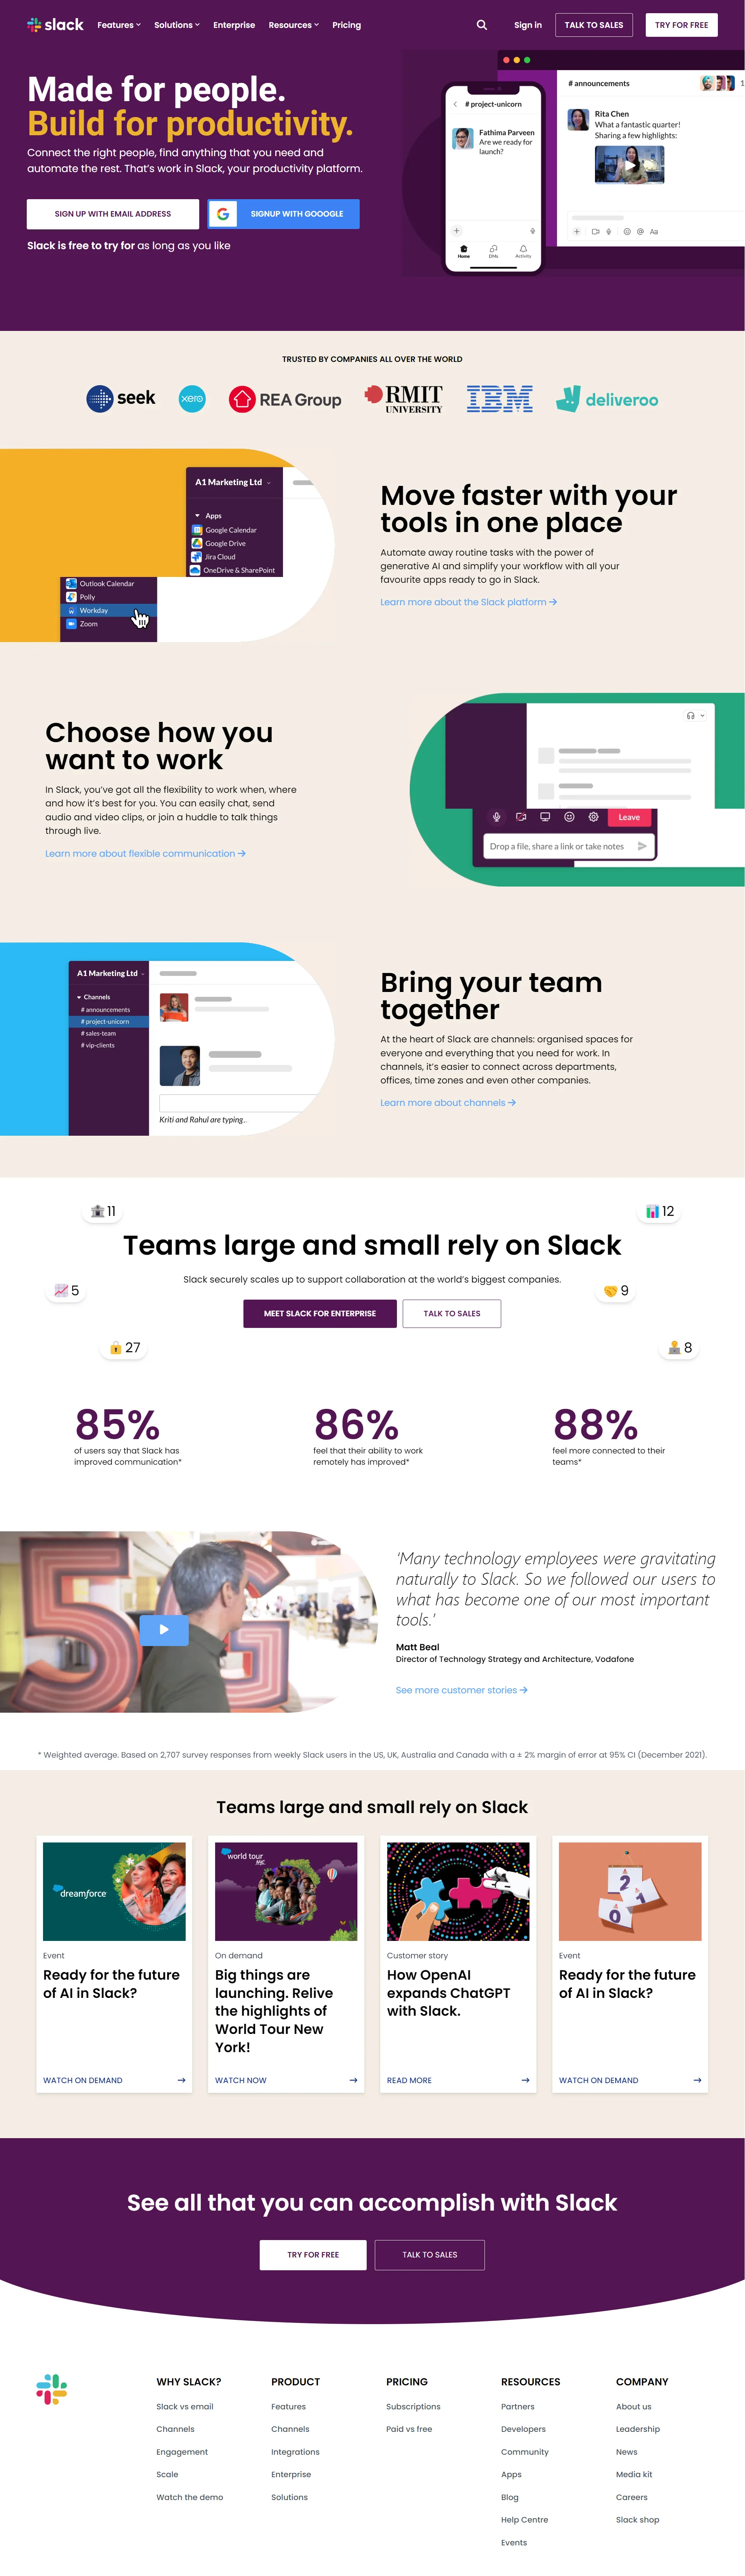 slack
Features
Solutions
Enterprise
Resources
Pricing
Sign in
TALK TO SALES
TRY FOR FREE
Made for people.
Build for productivity.
Connect the right people, find anything that you need and
automate the rest. That's work in Slack, your productivity platform.
SIGN UP WITH EMAIL ADDRESS
SIGNUP WITH GOOOGLE
Slack is free to try for as long as you like
# project-unicorn
Fathima Parveen
Are we ready for
launch?
Home
DMs
Activity
# announcements
1
Rita Chen
What a fantastic quarter!
Sharing a few highlights:
Aa
TRUSTED BY COMPANIES ALL OVER THE WORLD
seek
xero
REA Group
RMIT
UNIVERSITY
IBM
deliveroo
A1 Marketing Ltd
Apps
Google Calendar
Google Drive
Jira Cloud
OneDrive & SharePoint
Outlook Calendar
Polly
Workday
Zoom
Move faster with your
tools in one place
Automate away routine tasks with the power of
generative AI and simplify your workflow with all your
favourite apps ready to go in Slack.
Learn more about the Slack platform →
Choose how you
want to work
In Slack, you've got all the flexibility to work when, where
and how it's best for you. You can easily chat, send
audio and video clips, or join a huddle to talk things
through live.
Learn more about flexible communication →
Leave
Drop a file, share a link or take notes
A1 Marketing Ltd
Channels
# announcements
# project-unicorn
# sales-team
# vip-clients
Kriti and Rahul are typing..
Bring your team
together
At the heart of Slack are channels: organised spaces for
everyone and everything that you need for work. In
channels, it's easier to connect across departments,
offices, time zones and even other companies.
Learn more about channels →
11
12
Teams large and small rely on Slack
Slack securely scales up to support collaboration at the world's biggest companies.
5
9
MEET SLACK FOR ENTERPRISE
TALK TO SALES
27
8
85%
of users say that Slack has
improved communication*
86%
feel that their ability to work
remotely has improved*
88%
feel more connected to their
teams*
'Many technology employees were gravitating
naturally to Slack. So we followed our users to
what has become one of our most important
tools.'
Matt Beal
Director of Technology Strategy and Architecture, Vodafone
See more customer stories →
* Weighted average. Based on 2,707 survey responses from weekly Slack users in the US, UK, Australia and Canada with a ± 2% margin of error at 95% CI (December 2021).
Teams large and small rely on Slack
dreamforce
Event
Ready for the future
of AI in Slack?
WATCH ON DEMAND →
world tour
NYC
On demand
Big things are
launching. Relive
the highlights of
World Tour New
York!
WATCH NOW →
Customer story
How OpenAI
expands ChatGPT
with Slack.
READ MORE →
2
1
0
Event
Ready for the future
of AI in Slack?
WATCH ON DEMAND →
See all that you can accomplish with Slack
TRY FOR FREE
TALK TO SALES
WHY SLACK?
Slack vs email
Channels
Engagement
Scale
Watch the demo
PRODUCT
Features
Channels
Integrations
Enterprise
Solutions
PRICING
Subscriptions
Paid vs free
RESOURCES
Partners
Developers
Community
Apps
Blog
Help Centre
Events
COMPANY
About us
Leadership
News
Media kit
Careers
Slack shop